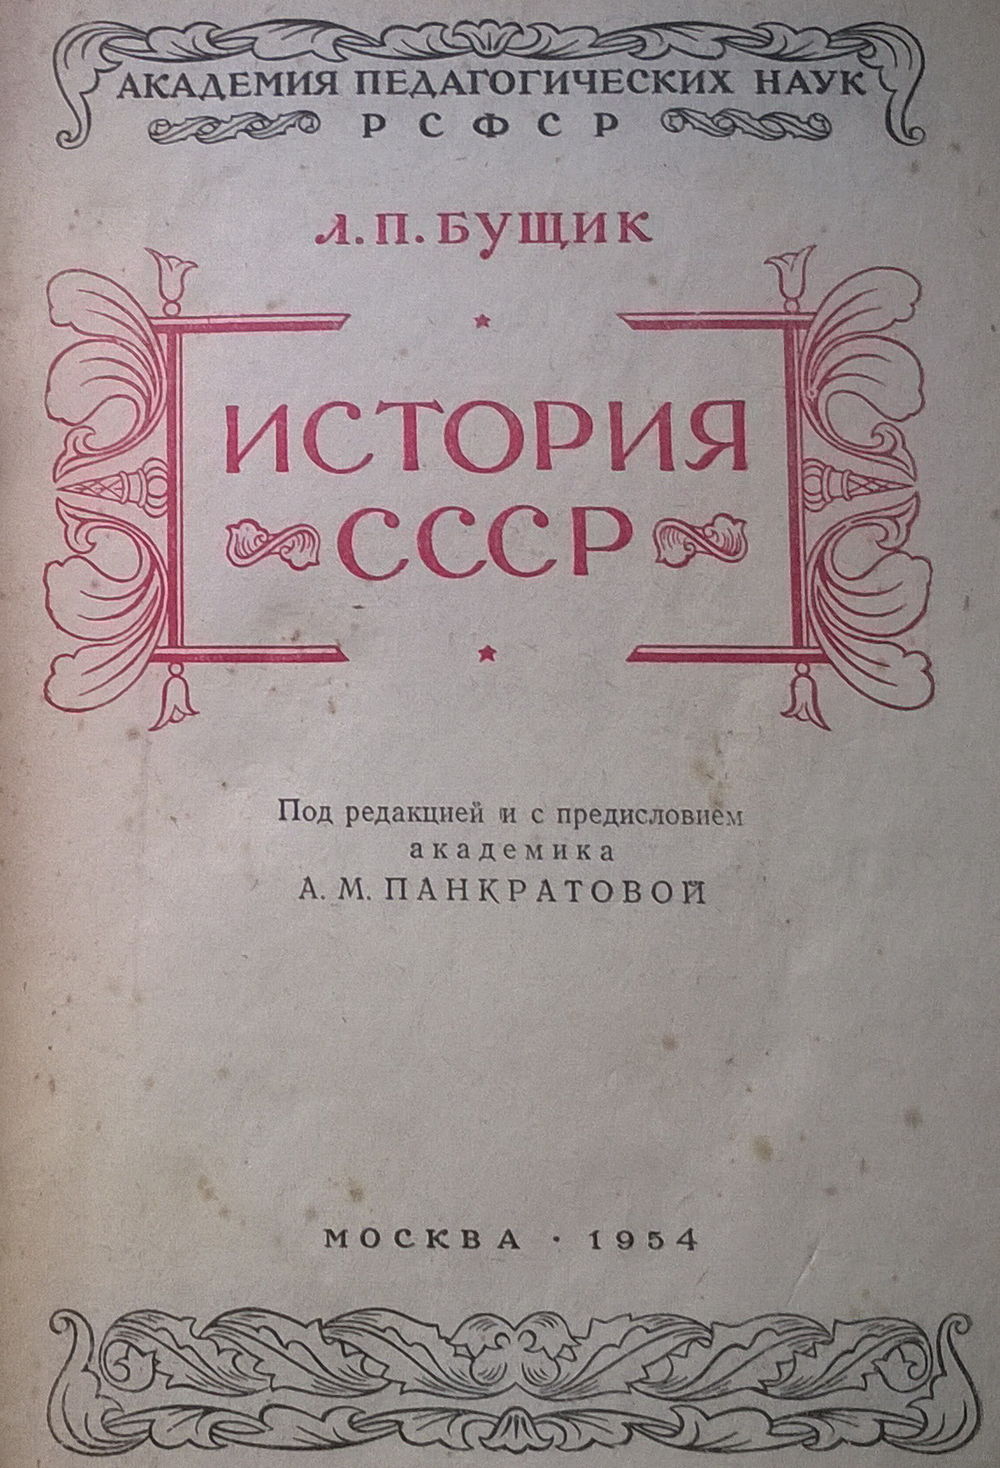 АКАДЕМИЯ ПЕДАГОГИЧЕСКИХ НАУК
РСФСР
Л. П. БУЩИК
ИСТОРИЯ
СССР
Под редакцией и с предисловием
академика
А. М. ПАНКРАТОВОЙ
МОСКВА · 1954